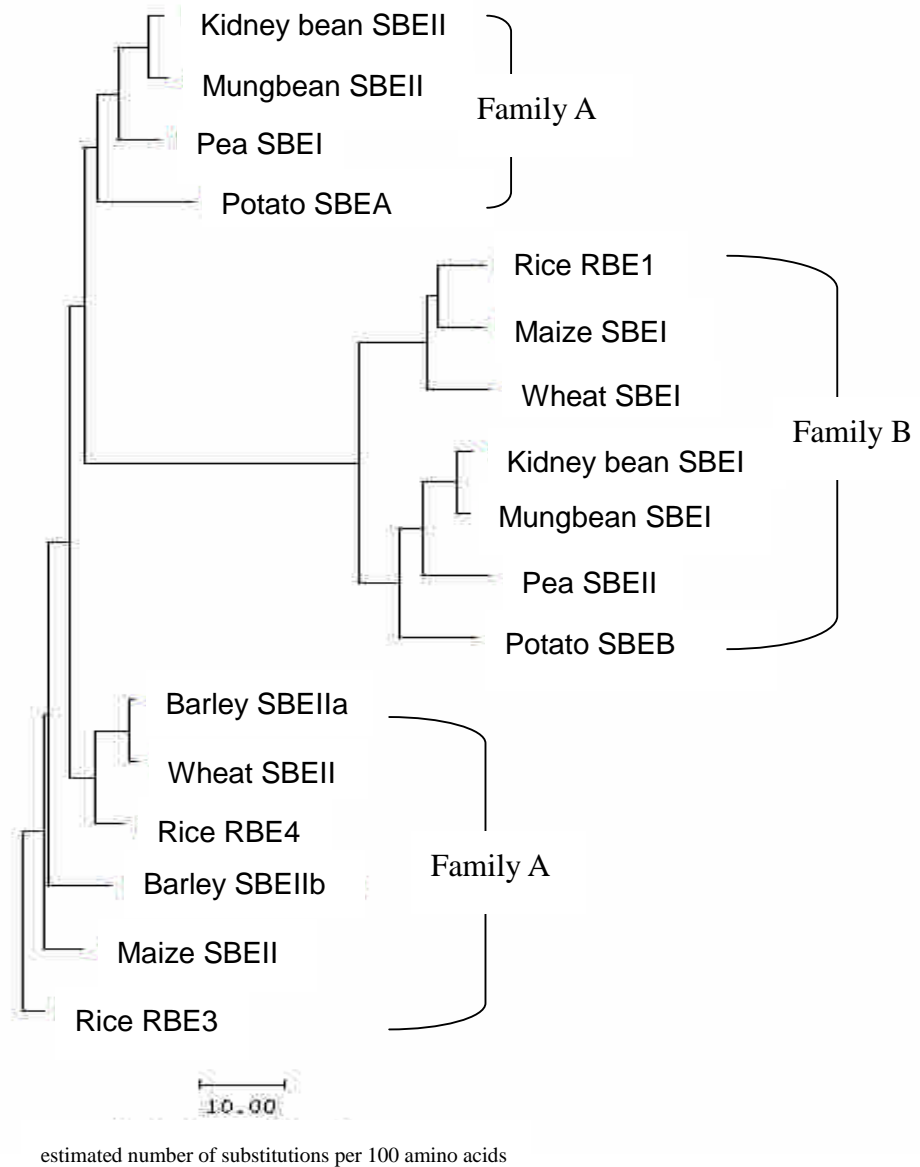 Kidney bean SBEII
Mungbean SBEII
Family A
Pea SBEI
Potato SBEA
Rice RBE1
Maize SBEI
Wheat SBEI
Family B
Kidney bean SBEI
Mungbean SBEI
Pea SBEII
Potato SBEB
Barley SBEIIa
Wheat SBEII
Rice RBE4
Family A
Barley SBEIIb
Maize SBEII
Rice RBE3
10.00
estimated number of substitutions per 100 amino acids